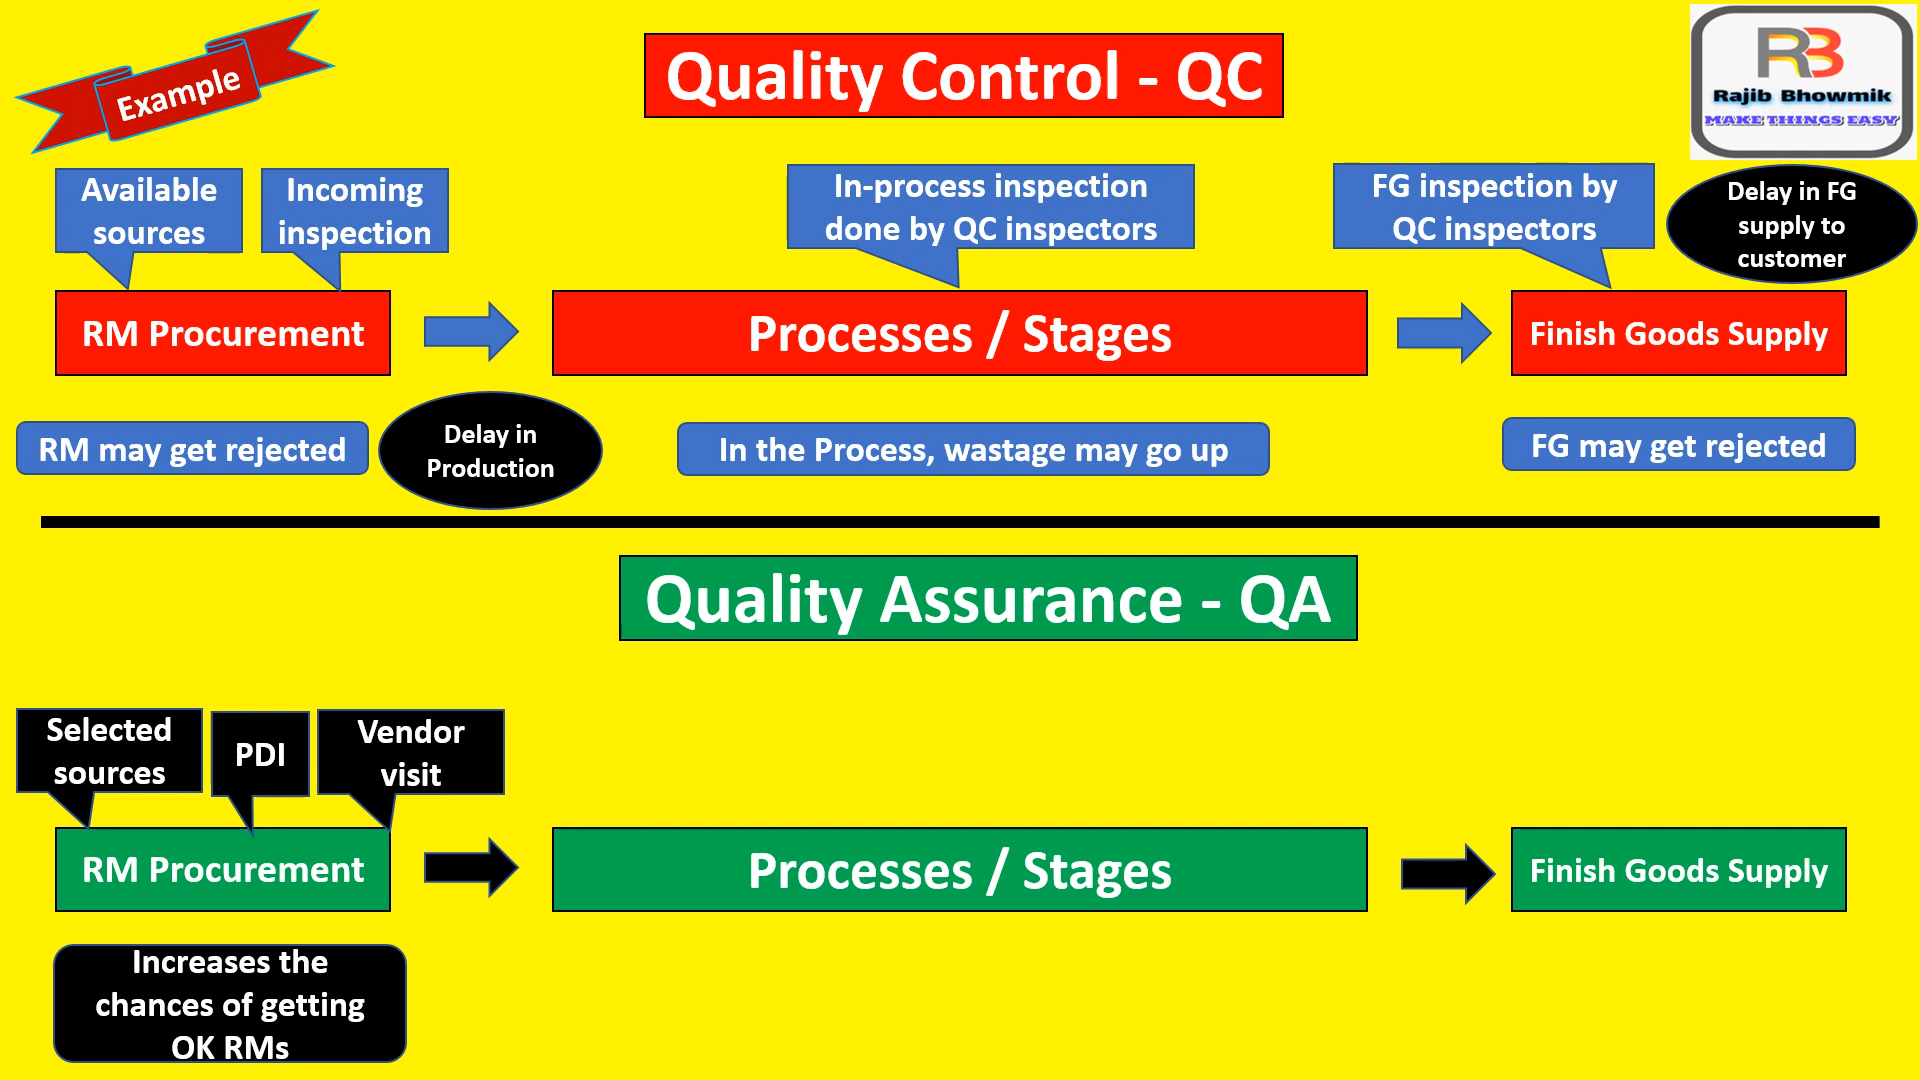 Example
Quality Control - QC
RB
Rajib Bhowmik
MAKE THINGS EASY
Available
sources
Incoming
inspection
In-process inspection
done by QC inspectors
FG inspection by
QC inspectors
Delay in FG
supply to
customer
RM Procurement
Processes / Stages
Finish Goods Supply
RM may get rejected
Delay in
Production
In the Process, wastage may go up
FG may get rejected
Quality Assurance - QA
Selected
sources
PDI
Vendor
visit
RM Procurement
Processes / Stages
Finish Goods Supply
Increases the
chances of getting
OK RMs